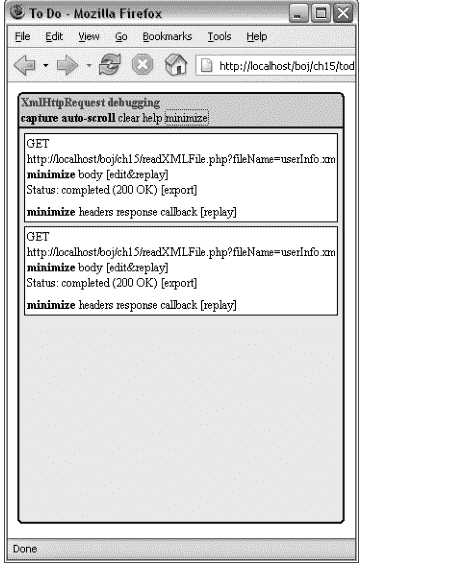 To Do - Mozilla Firefox
File Edit View Go Bookmarks Tools Help
http://localhost/boj/ch15/tod
XmlHttpRequest debugging
capture auto-scroll clear help minimize
GET
http://localhost/boj/ch15/readXMLFile.php?fileName=userInfo.xm
minimize body [edit&replay]
Status: completed (200 OK) [export]
minimize headers response callback [replay]
GET
http://localhost/boj/ch15/readXMLFile.php?fileName=userInfo.xm
minimize body [edit&replay]
Status: completed (200 OK) [export]
minimize headers response callback [replay]
Done